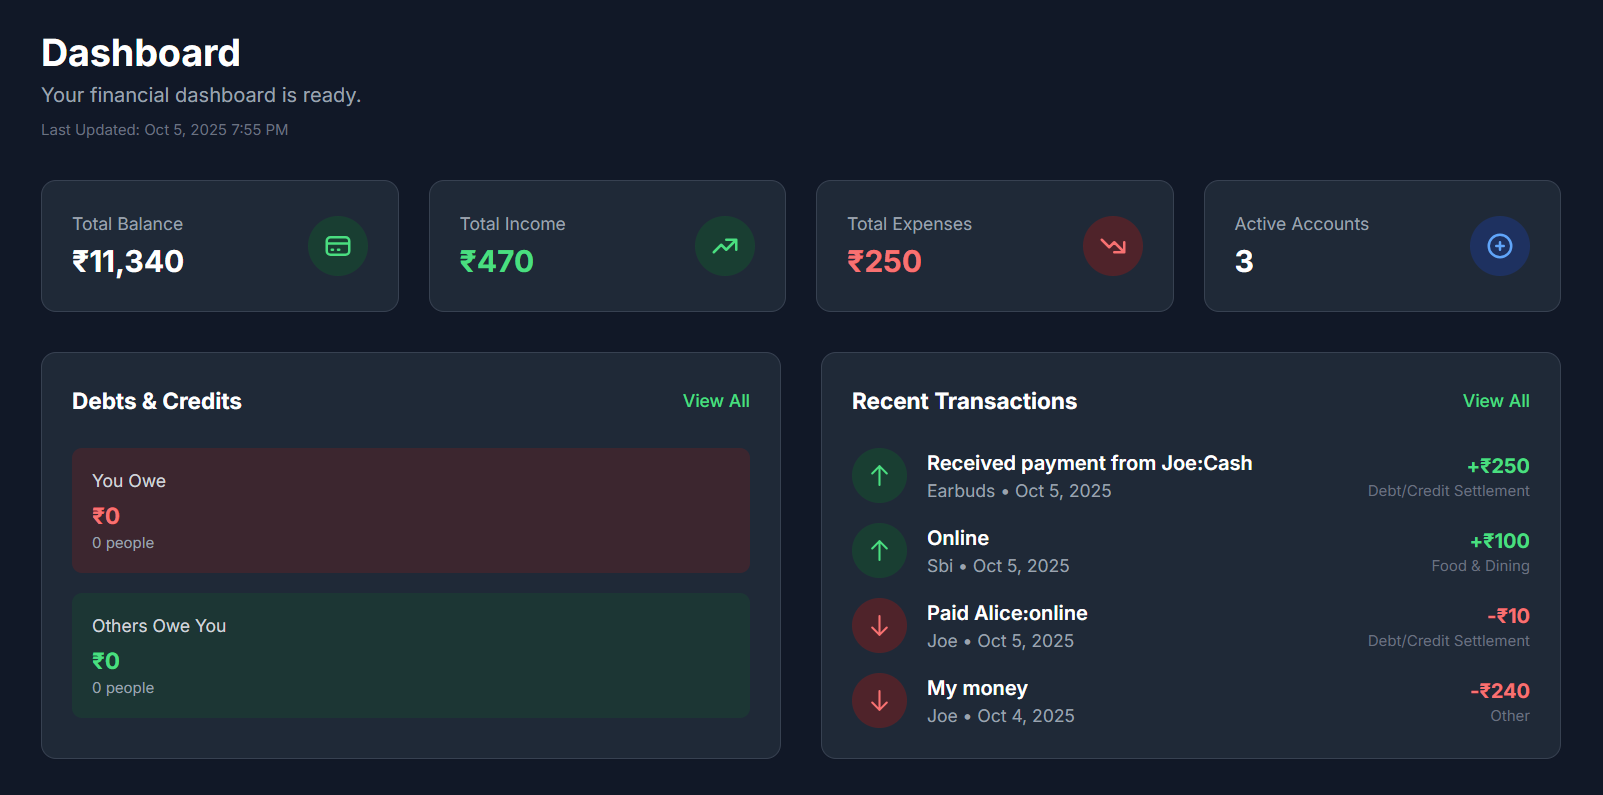 Dashboard
Your financial dashboard is ready.
Last Updated: Oct 5, 2025 7:55 PM
Total Balance
₹11,340
Total Income
₹470
Total Expenses
₹250
Active Accounts
3
Debts & Credits
View All
You Owe
₹0
0 people
Others Owe You
₹0
0 people
Recent Transactions
View All
Received payment from Joe:Cash
+₹250
Earbuds • Oct 5, 2025
Debt/Credit Settlement
Online
+₹100
Sbi • Oct 5, 2025
Food & Dining
Paid Alice:online
-₹10
Joe • Oct 5, 2025
Debt/Credit Settlement
My money
-₹240
Joe • Oct 4, 2025
Other